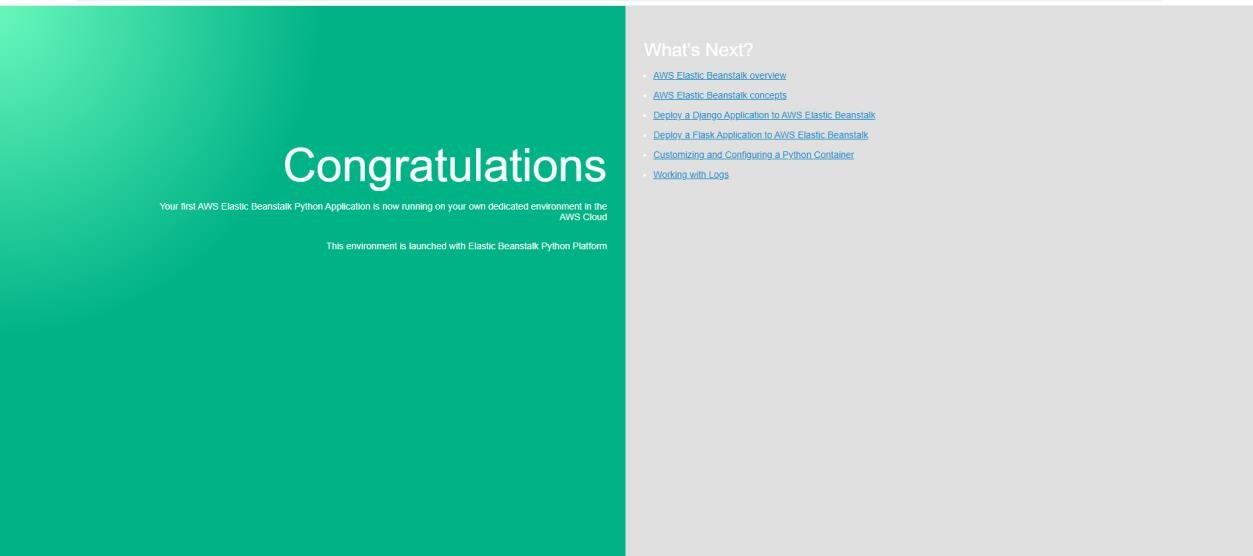 Congratulations
Your first AWS Elastic Beanstalk Python Application is now running on your own dedicated environment in the
AWS Cloud
This environment is launched with Elastic Beanstalk Python Platform
What's Next?
AWS Elastic Beanstalk overview
AWS Elastic Beanstalk concepts
Deploy a Django Application to AWS Elastic Beanstalk
Deploy a Flask Application to AWS Elastic Beanstalk
Customizing and Configuring a Python Container
Working with Logs